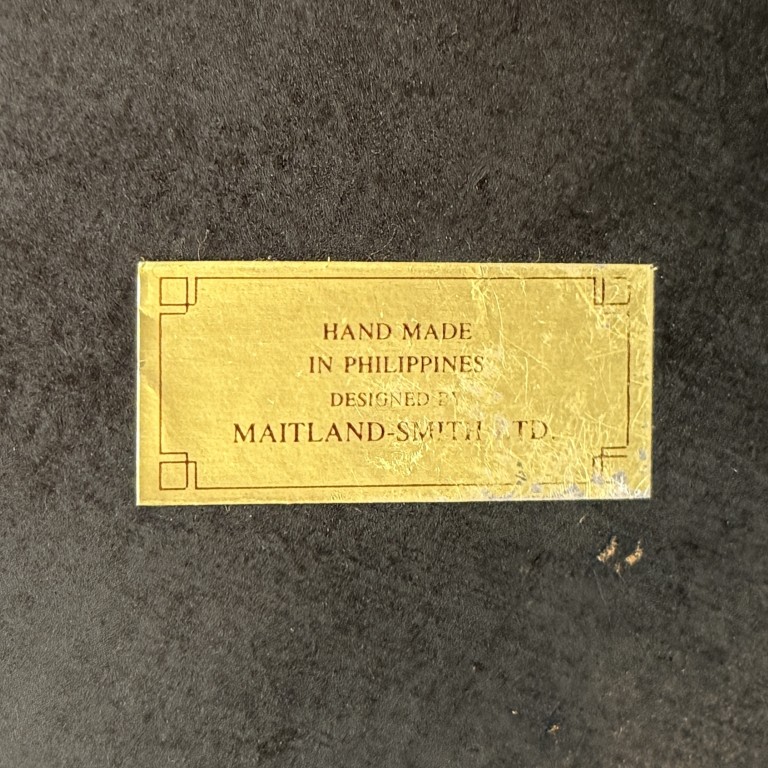 HAND MADE
IN PHILIPPINES
DESIGNED BY
MAITLAND-SMITH LTD.